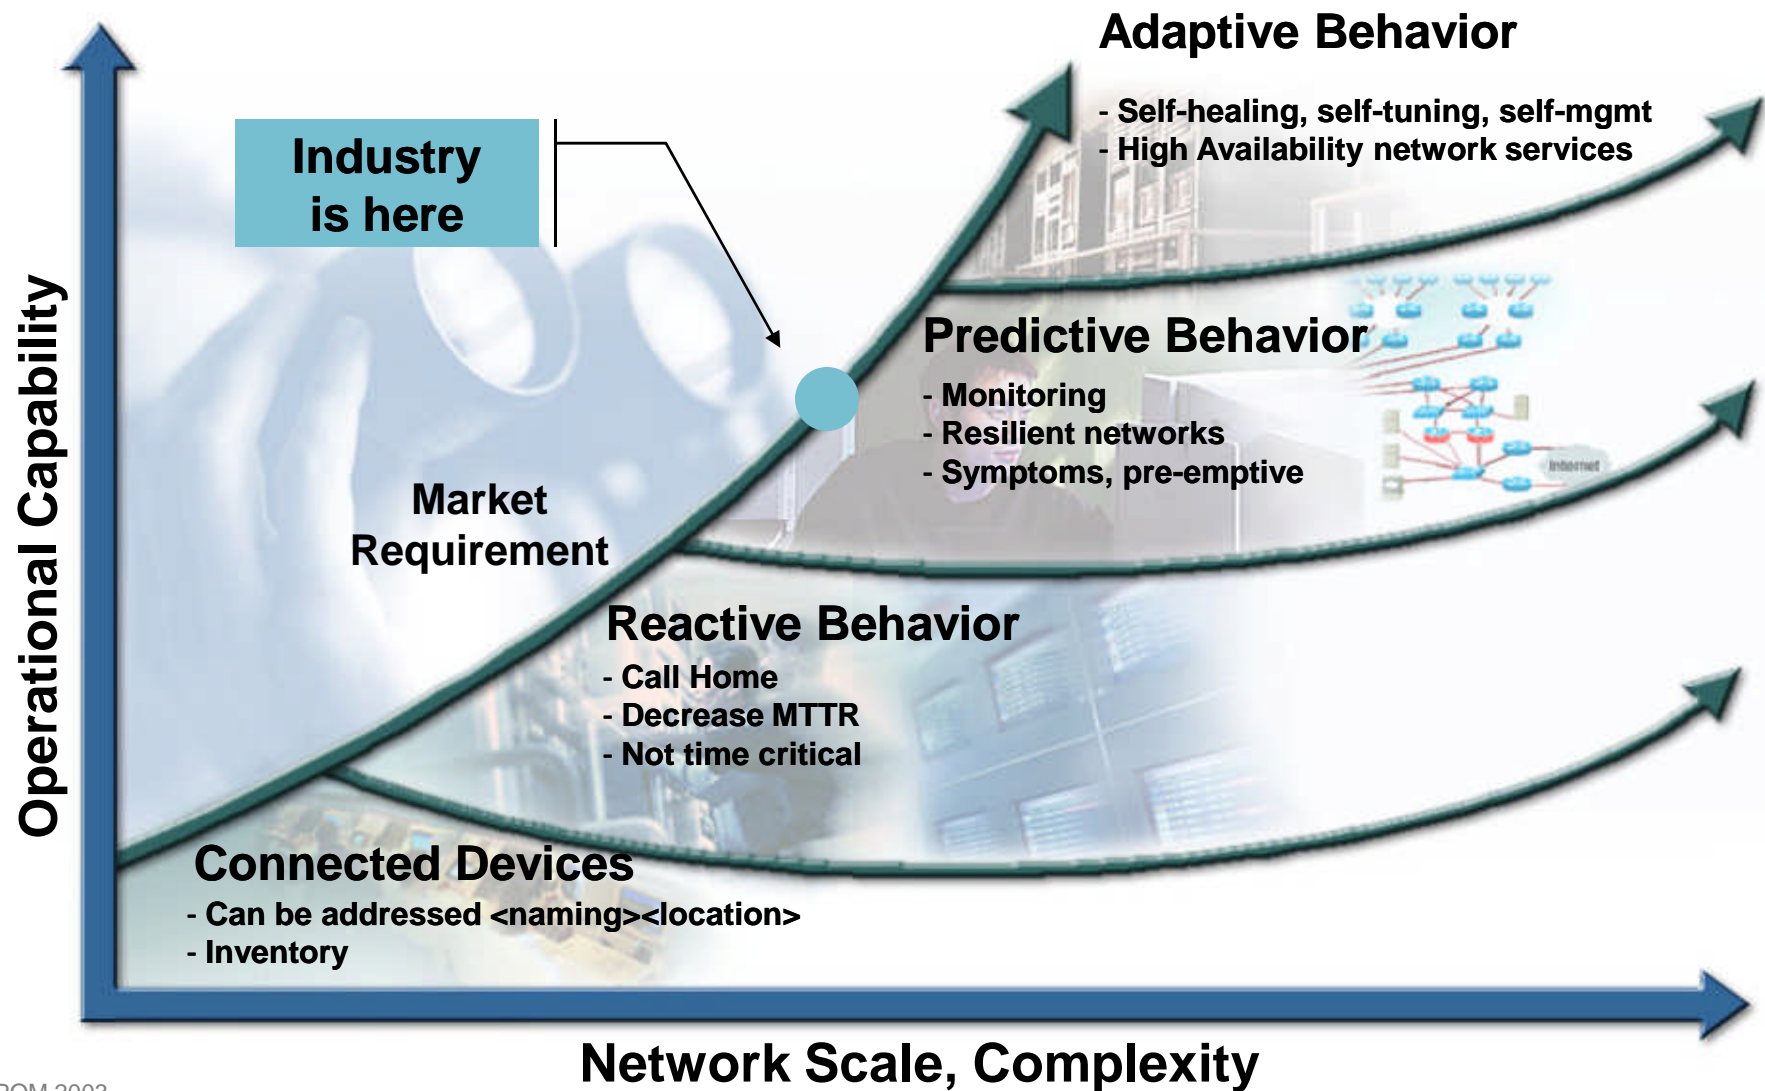 Adaptive Behavior
- Self-healing, self-tuning, self-mgmt
- High Availability network services
Industry
is here
Predictive Behavior
- Monitoring
- Resilient networks
- Symptoms, pre-emptive
Internet
Market
Requirement
Reactive Behavior
- Call Home
- Decrease MTTR
- Not time critical
Connected Devices
- Can be addressed <naming><location>
- Inventory
Operational Capability
Network Scale, Complexity
2003